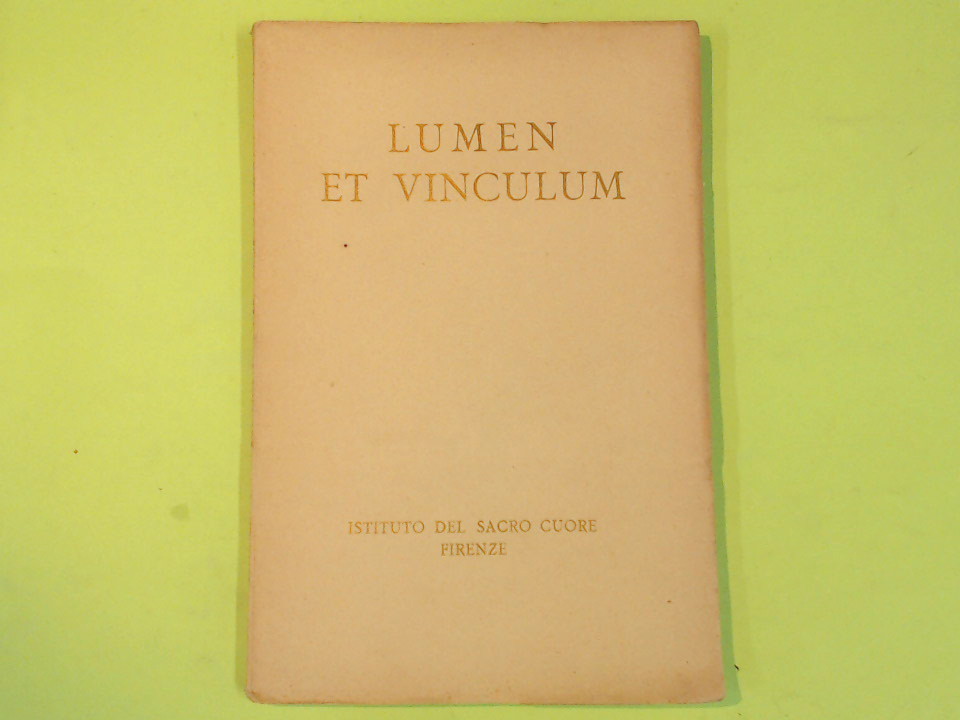 LUMEN
ET VINCULUM
ISTITUTO DEL SACRO CUORE
FIRENZE